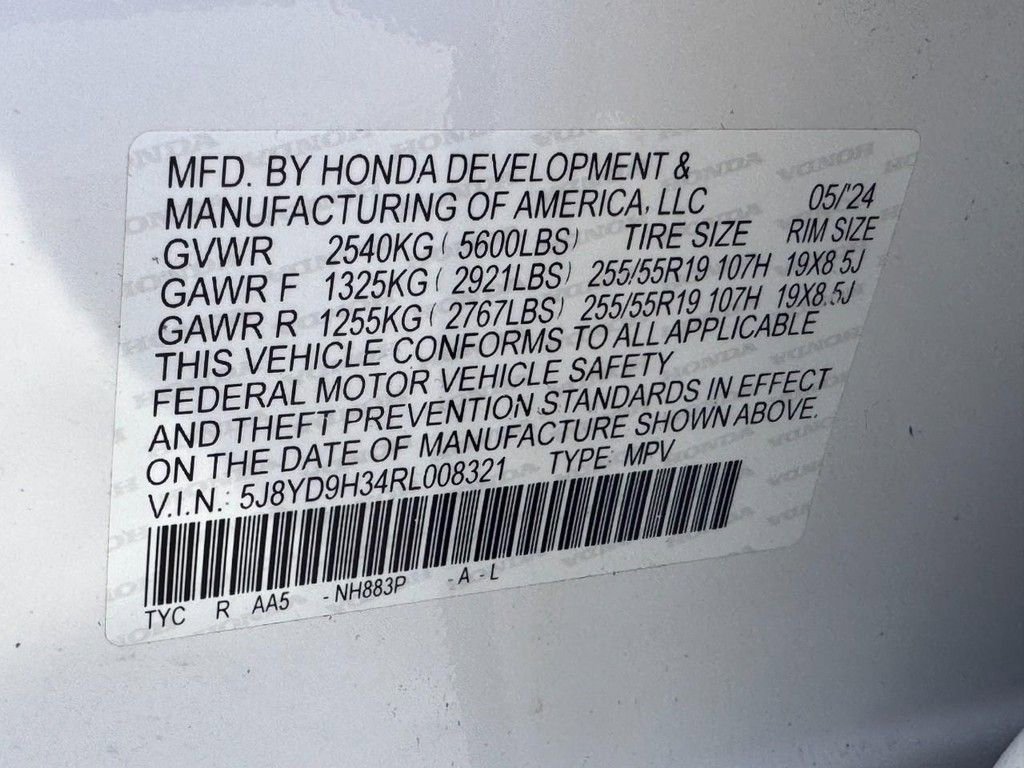 MFD. BY HONDA DEVELOPMENT &
MANUFACTURING OF AMERICA, LLC 05/'24
GVWR 2540KG ( 5600LBS) TIRE SIZE RIM SIZE
GAWR F 1325KG ( 2921LBS) 255/55R19 107H 19X8.5J
GAWR R 1255KG ( 2767LBS) 255/55R19 107H 19X8.5J
THIS VEHICLE CONFORMS TO ALL APPLICABLE
FEDERAL MOTOR VEHICLE SAFETY
AND THEFT PREVENTION STANDARDS IN EFFECT
ON THE DATE OF MANUFACTURE SHOWN ABOVE.
V.I.N.: 5J8YD9H34RL008321 TYPE: MPV
TYC R AA5 - NH883P - A - L